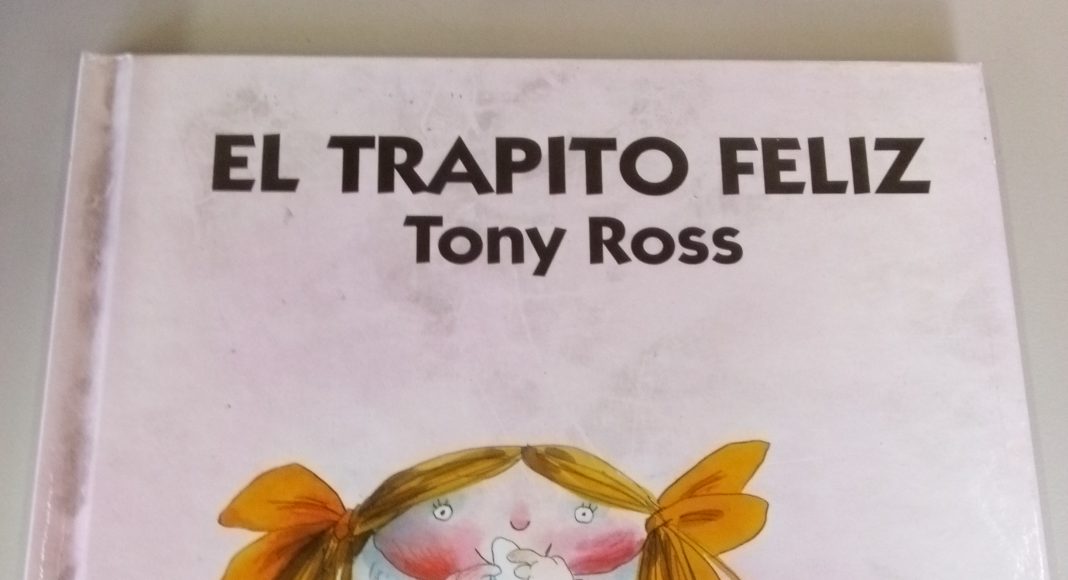 EL TRAPITO FELIZ
Tony Ross